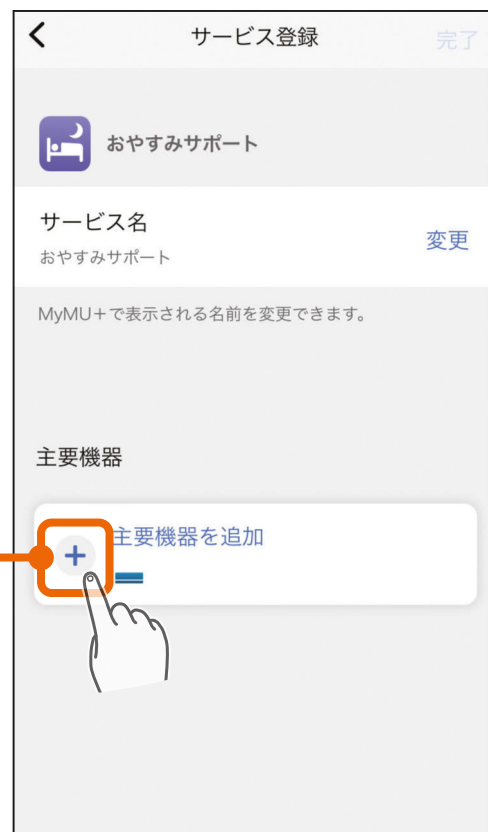 サービス登録
完了
おやすみサポート
サービス名
おやすみサポート
変更
MyMU+で表示される名前を変更できます。
主要機器
主要機器を追加